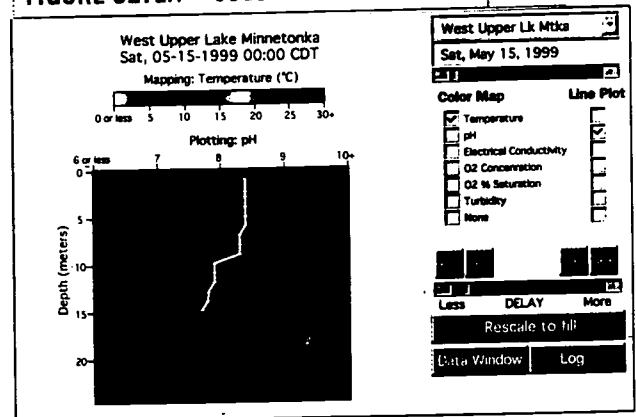 West Upper Lake Minnetonka
Sat, 05-15-1999 00:00 CDT
Mapping: Temperature (°C)
0 or less 5 10 15 20 25 30+
Plotting: pH
6 or less 7 8 9 10+
Depth (meters)
0
5
10
15
20
West Upper Lk Mtka
Sat, May 15, 1999
Color Map Line Plot
Temperature
pH
Electrical Conductivity
O2 Concenration
O2 % Saturation
Turbidity
None
Less DELAY More
Rescale to fill
Data Window Log